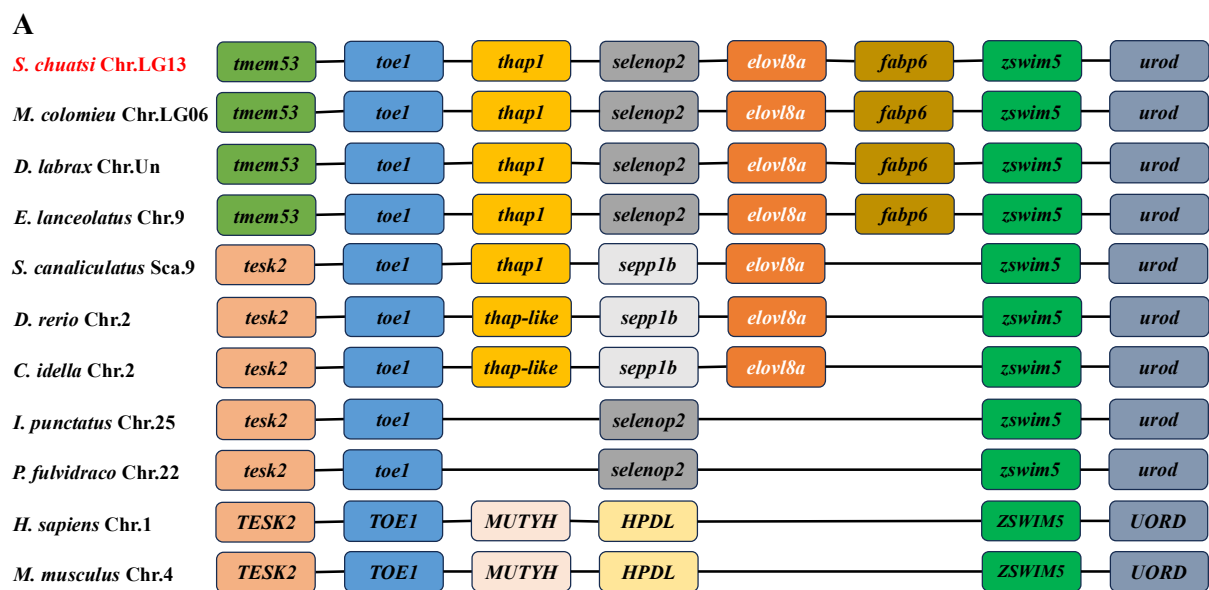 A
S. chuatsi Chr.LG13 tmem53 toe1 thap1 selenop2 elovl8a fabp6 zswim5 urod
M. colomieu Chr.LG06 tmem53 toe1 thap1 selenop2 elovl8a fabp6 zswim5 urod
D. labrax Chr.Un tmem53 toe1 thap1 selenop2 elovl8a fabp6 zswim5 urod
E. lanceolatus Chr.9 tmem53 toe1 thap1 selenop2 elovl8a fabp6 zswim5 urod
S. canaliculatus Sca.9 tesk2 toe1 thap1 sepp1b elovl8a zswim5 urod
D. rerio Chr.2 tesk2 toe1 thap-like sepp1b elovl8a zswim5 urod
C. idella Chr.2 tesk2 toe1 thap-like sepp1b elovl8a zswim5 urod
I. punctatus Chr.25 tesk2 toe1 selenop2 zswim5 urod
P. fulvidraco Chr.22 tesk2 toe1 selenop2 zswim5 urod
H. sapiens Chr.1 TESK2 TOE1 MUTYH HPDL ZSWIM5 UORD
M. musculus Chr.4 TESK2 TOE1 MUTYH HPDL ZSWIM5 UORD